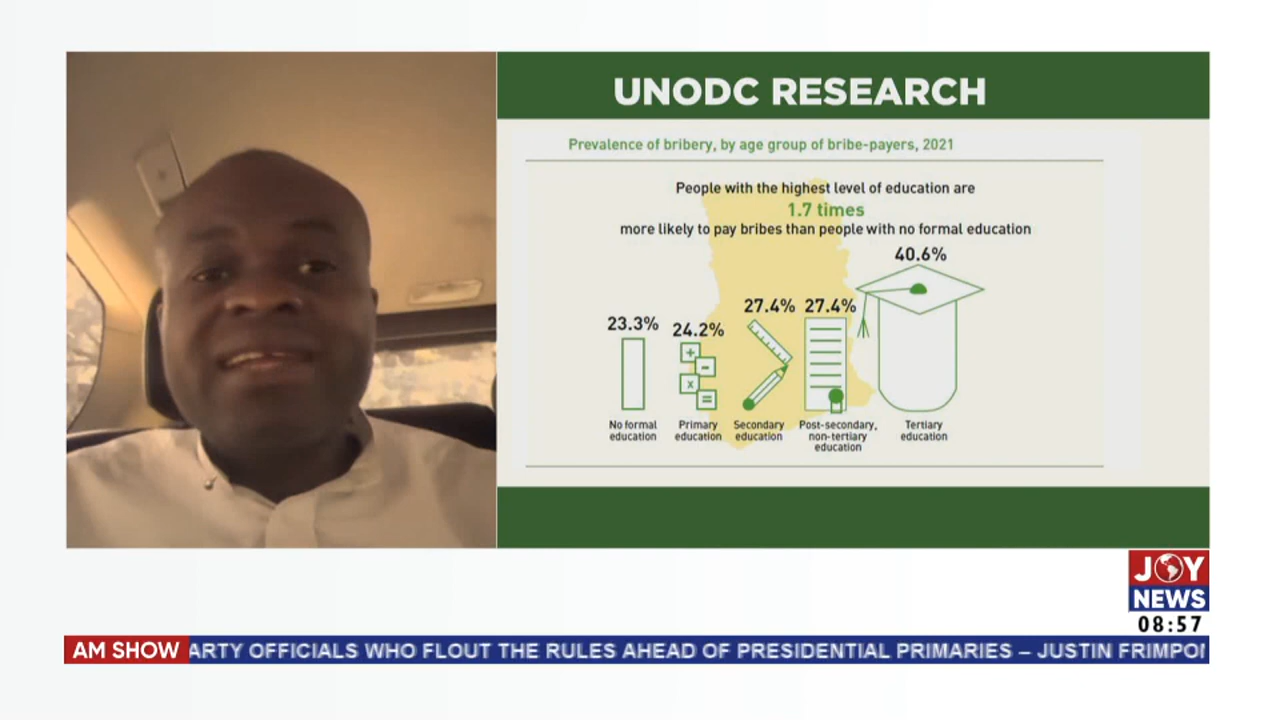 UNODC RESEARCH
Prevalence of bribery, by age group of bribe-payers, 2021
People with the highest level of education are
1.7 times
more likely to pay bribes than people with no formal education
40.6%
27.4% 27.4%
23.3% 24.2%
No formal education
Primary education
Secondary education
Post-secondary, non-tertiary education
Tertiary education
JOY
NEWS
08:57
AM SHOW ARTY OFFICIALS WHO FLOUT THE RULES AHEAD OF PRESIDENTIAL PRIMARIES – JUSTIN FRIMPO